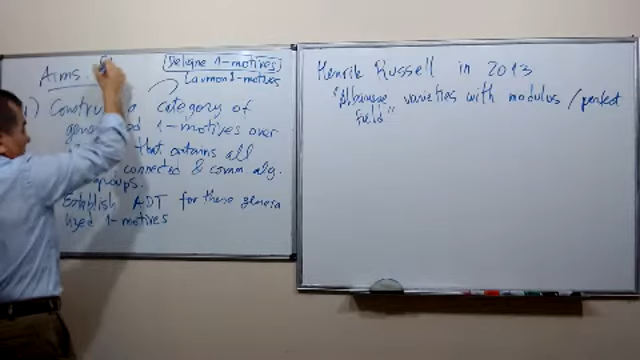 Aims
Deligne 1-motives
Laumon 1-motives
Construct a category of
1-motives over
that contains all
connected & comm. alg.
groups.
Establish ADT for these genera
lized 1-motives
Henrik Russell in 2013
"Albanese varieties with modulus / perfect
field"